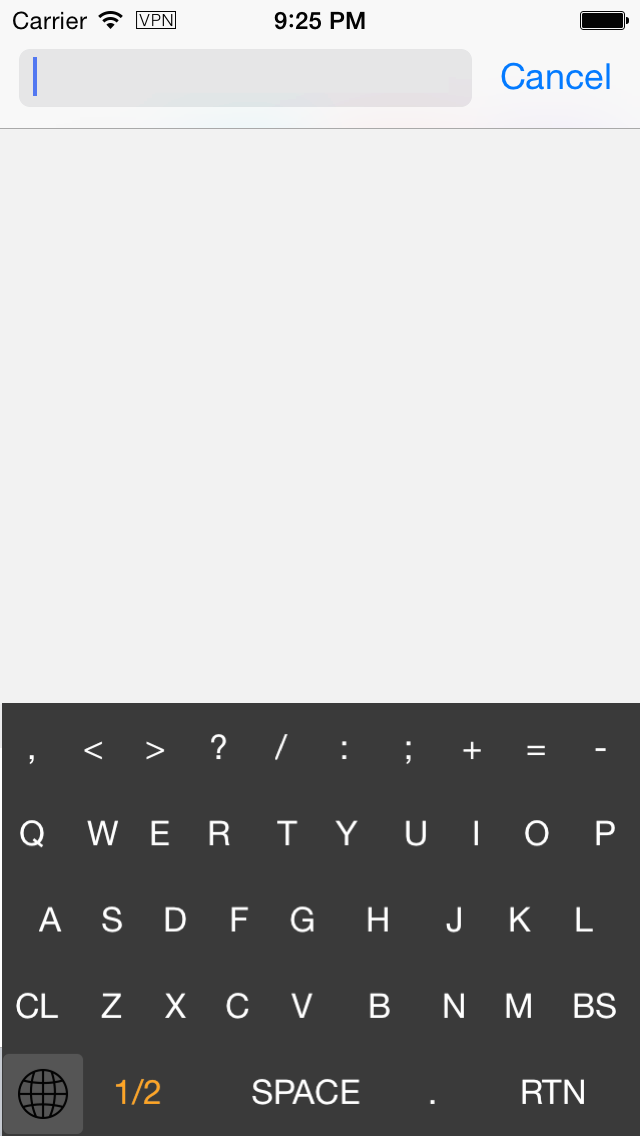 Carrier VPN 9:25 PM
Cancel
, < > ? / : ; + = -
Q W E R T Y U I O P
A S D F G H J K L
CL Z X C V B N M BS
1/2 SPACE . RTN